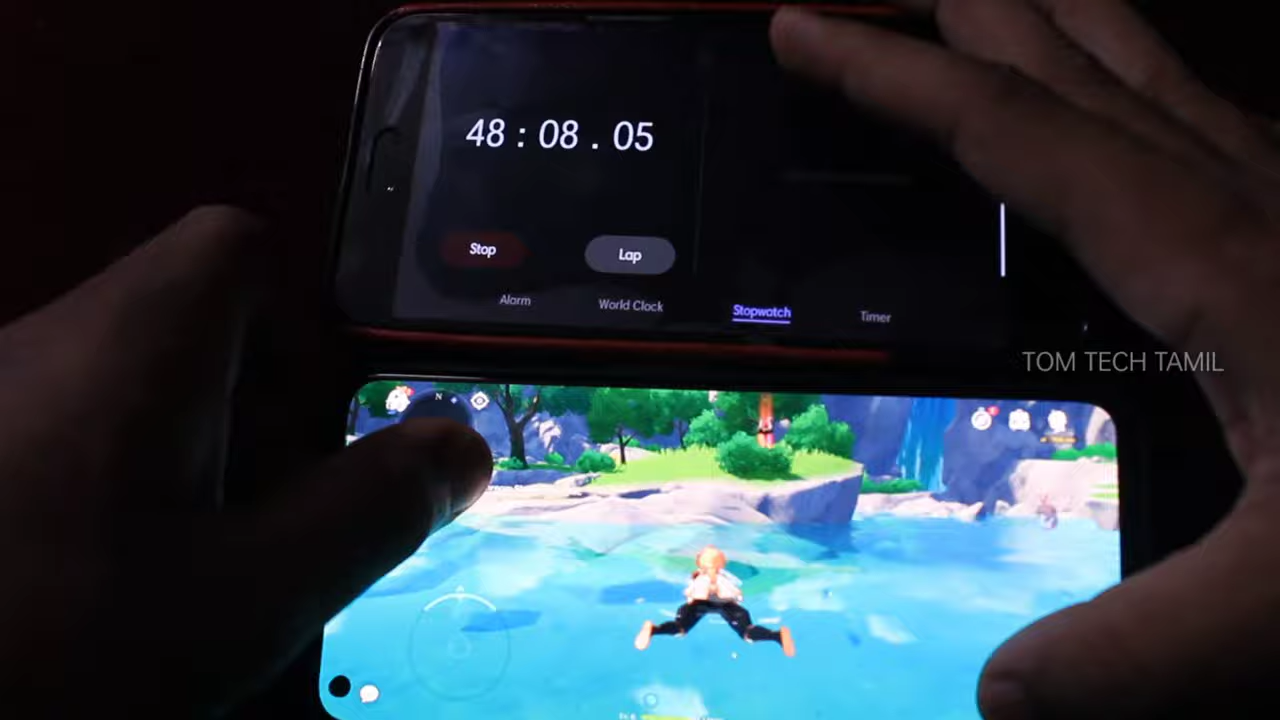 48 : 08 . 05
Stop
Lap
Alarm
World Clock
Stopwatch
Timer
TOM TECH TAMIL
N